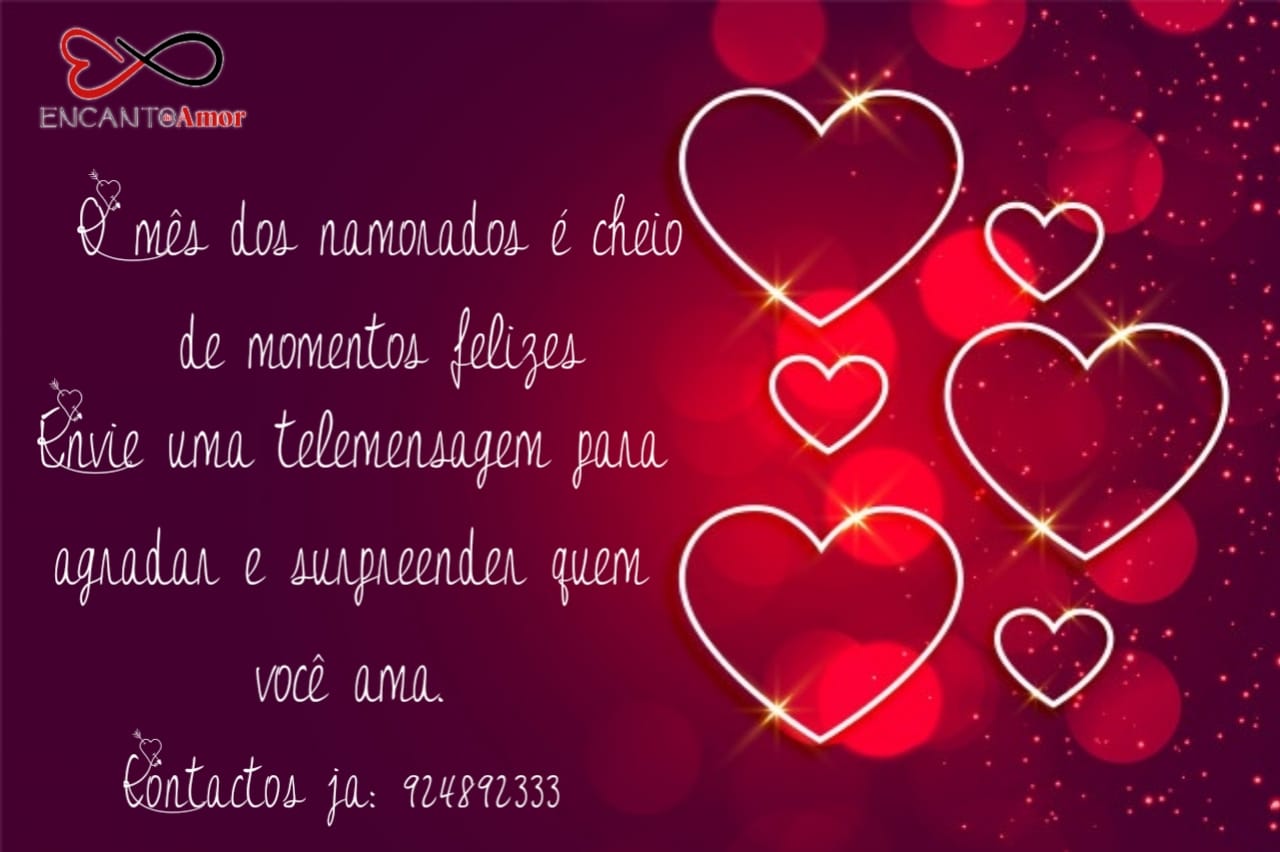 ENCANTO do Amor
O mês dos namorados é cheio
de momentos felizes
Envie uma telemensagem para
agradar e surpreender quem
você ama.
Contactos ja: 924892333